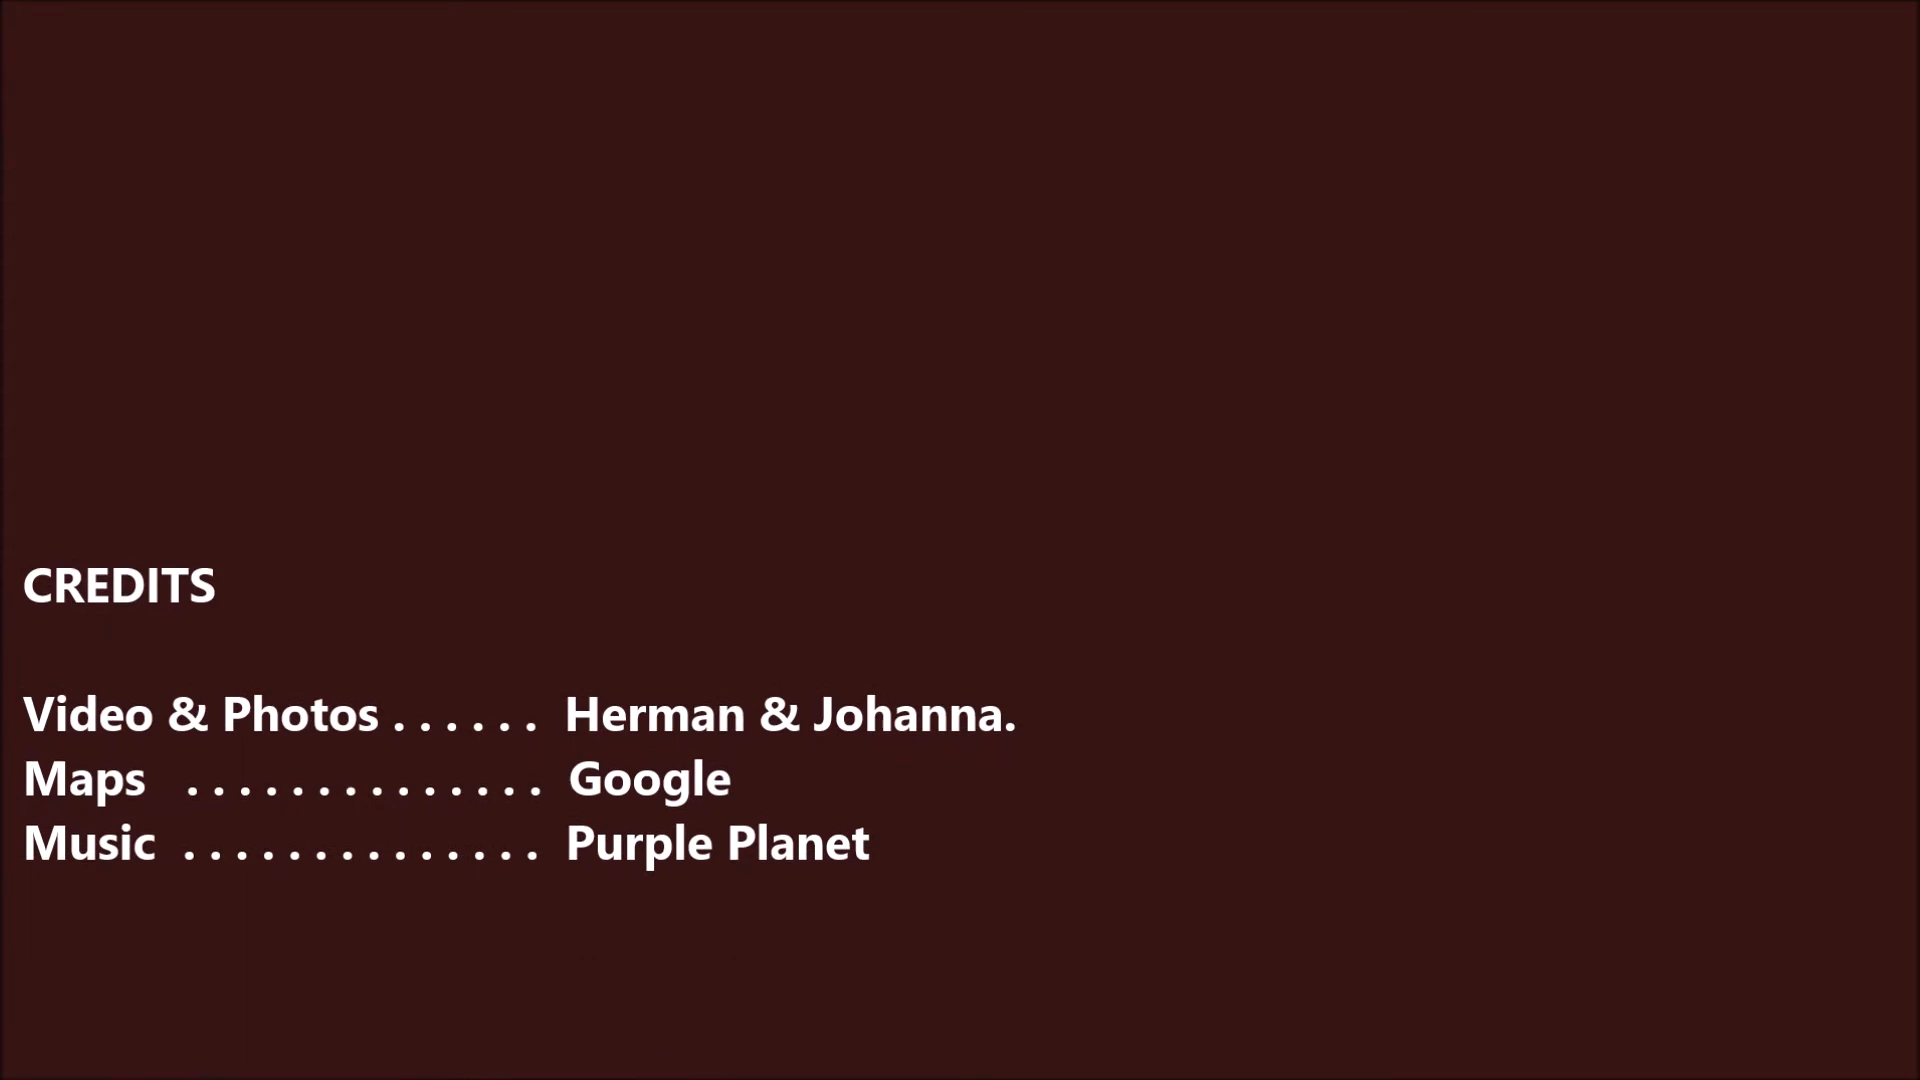 CREDITS
Video & Photos . . . . . . Herman & Johanna.
Maps . . . . . . . . . . . . . . Google
Music . . . . . . . . . . . . . . Purple Planet